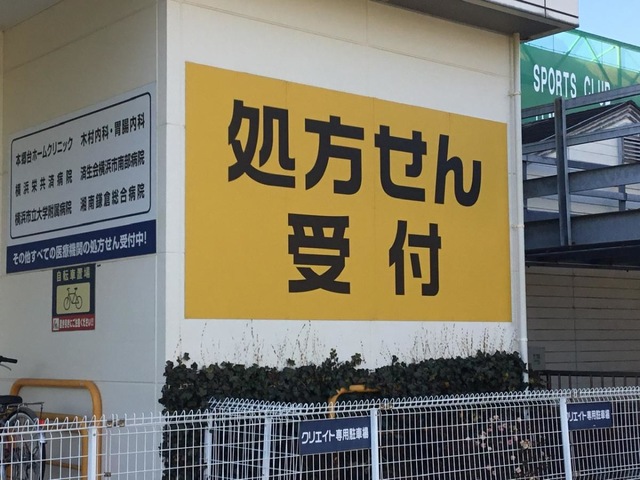 処方せん
受付
本郷台ホームクリニック 木村内科・胃腸内科
横浜栄共済病院 済生会横浜市南部病院
横浜市立大学附属病院 湘南鎌倉総合病院
その他すべての医療機関の処方せん受付中!
自転車置場
SPORTS CLUB
クリエイト専用駐車場
クリエイト専用駐車場